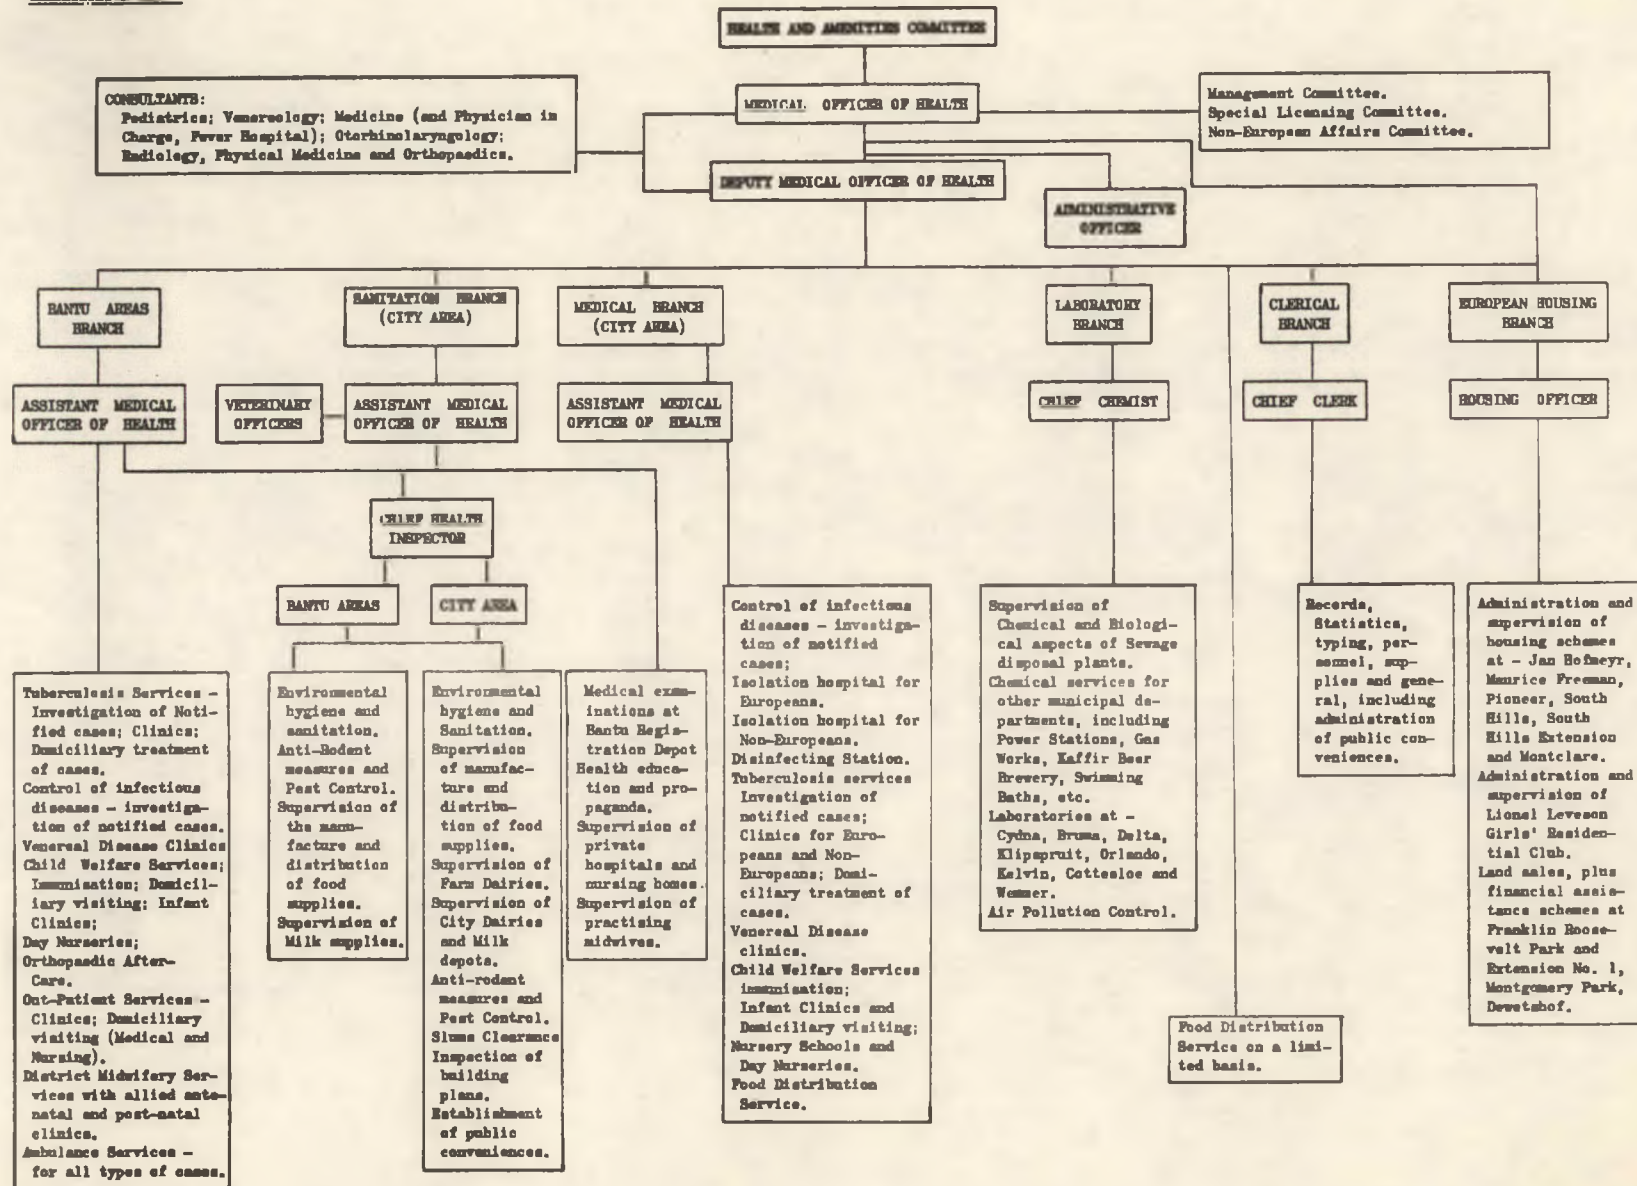 HEALTH AND AMENITIES COMMITTEE
CONSULTANTS:
Pediatrics; Venereology; Medicine (and Physician in
Charge, Fever Hospital); Otorhinolaryngology;
Radiology, Physical Medicine and Orthopaedics.
MEDICAL OFFICER OF HEALTH
Management Committee.
Special Licensing Committee.
Non-European Affairs Committee.
DEPUTY MEDICAL OFFICER OF HEALTH
ADMINISTRATIVE
OFFICER
BANTU AREAS
BRANCH
SANITATION BRANCH
(CITY AREA)
MEDICAL BRANCH
(CITY AREA)
LABORATORY
BRANCH
CLERICAL
BRANCH
EUROPEAN HOUSING
BRANCH
ASSISTANT MEDICAL
OFFICER OF HEALTH
VETERINARY
OFFICERS
ASSISTANT MEDICAL
OFFICER OF HEALTH
ASSISTANT MEDICAL
OFFICER OF HEALTH
CHIEF CHEMIST
CHIEF CLERK
HOUSING OFFICER
CHIEF HEALTH
INSPECTOR
BANTU AREAS
CITY AREA
Tuberculosis Services -
Investigation of Noti-
fied cases; Clinics;
Domiciliary treatment
of cases.
Control of infectious
diseases - investiga-
tion of notified cases.
Venereal Disease Clinics
Child Welfare Services;
Immunisation; Domicil-
iary visiting; Infant
Clinics;
Day Nurseries;
Orthopaedic After-
Care.
Out-Patient Services -
Clinics; Domiciliary
visiting (Medical and
Nursing).
District Midwifery Ser-
vices with allied ante-
natal and post-natal
clinics.
Ambulance Services -
for all types of cases.
Environmental
hygiene and
sanitation.
Anti-Rodent
measures and
Pest Control.
Supervision of
the manu-
facture and
distribution
of food
supplies.
Supervision of
Milk supplies.
Environmental
hygiene and
Sanitation.
Supervision
of manufac-
ture and
distribu-
tion of food
supplies.
Supervision of
Farm Dairies.
Supervision of
City Dairies
and Milk
depots.
Anti-rodent
measures and
Pest Control.
Slums Clearance
Inspection of
building
plans.
Establishment
of public
conveniences.
Medical exam-
inations at
Bantu Regis-
tration Depot
Health educa-
tion and pro-
paganda.
Supervision of
private
hospitals and
nursing homes.
Supervision of
practising
midwives.
Control of infectious
diseases - investiga-
tion of notified
cases;
Isolation hospital for
Europeans.
Isolation hospital for
Non-Europeans.
Disinfecting Station.
Tuberculosis services
Investigation of
notified cases;
Clinics for Euro-
peans and Non-
Europeans; Domi-
ciliary treatment of
cases.
Venereal Disease
clinics.
Child Welfare Services
immunisation;
Infant Clinics and
Domiciliary visiting;
Nursery Schools and
Day Nurseries.
Food Distribution
Service.
Supervision of
Chemical and Biologi-
cal aspects of Sewage
disposal plants.
Chemical services for
other municipal de-
partments, including
Power Stations, Gas
Works, Kaffir Beer
Brewery, Swimming
Baths, etc.
Laboratories at -
Cydna, Bruma, Delta,
Klipspruit, Orlando,
Kelvin, Cottesloe and
Wemmer.
Air Pollution Control.
Food Distribution
Service on a limi-
ted basis.
Records,
Statistics,
typing, per-
sonnel, sup-
plies and gene-
ral, including
administration
of public con-
veniences.
Administration and
supervision of
housing schemes
at - Jan Hofmeyr,
Maurice Freeman,
Pioneer, South
Hills, South
Hills Extension
and Montclare.
Administration and
supervision of
Lionel Leveson
Girls' Residen-
tial Club.
Land sales, plus
financial assis-
tance schemes at
Franklin Roose-
velt Park and
Extension No. 1,
Montgomery Park,
Dewetshof.